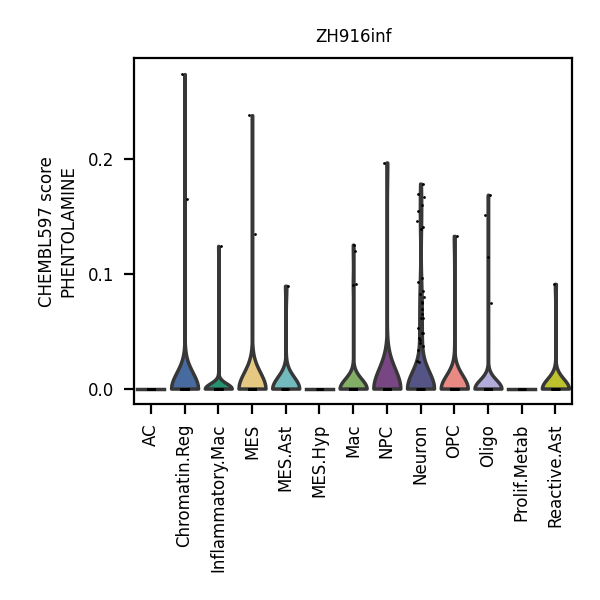 ZH916inf
CHEMBL597 score
PHENTOLAMINE
0.2
0.1
0.0
AC
Chromatin.Reg
Inflammatory.Mac
MES
MES.Ast
MES.Hyp
Mac
NPC
Neuron
OPC
Oligo
Prolif.Metab
Reactive.Ast